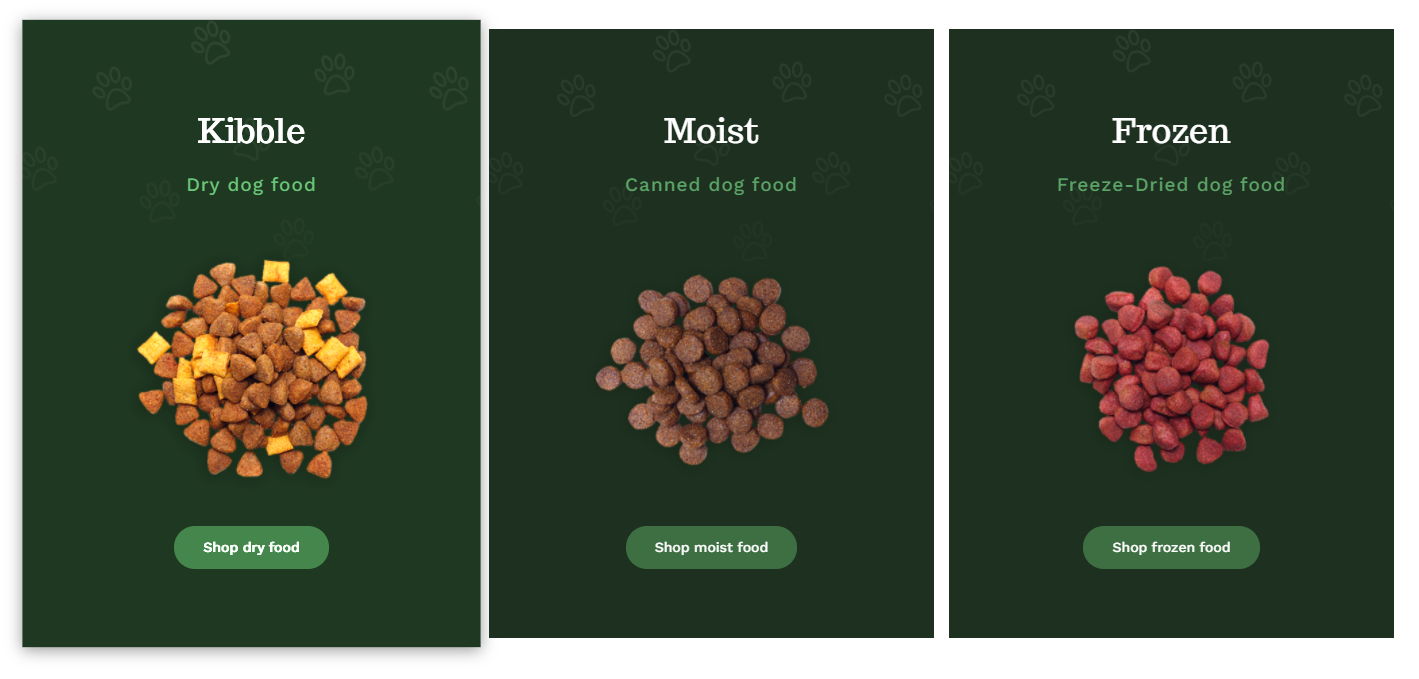 Kibble
Dry dog food
Shop dry food
Moist
Canned dog food
Shop moist food
Frozen
Freeze-Dried dog food
Shop frozen food